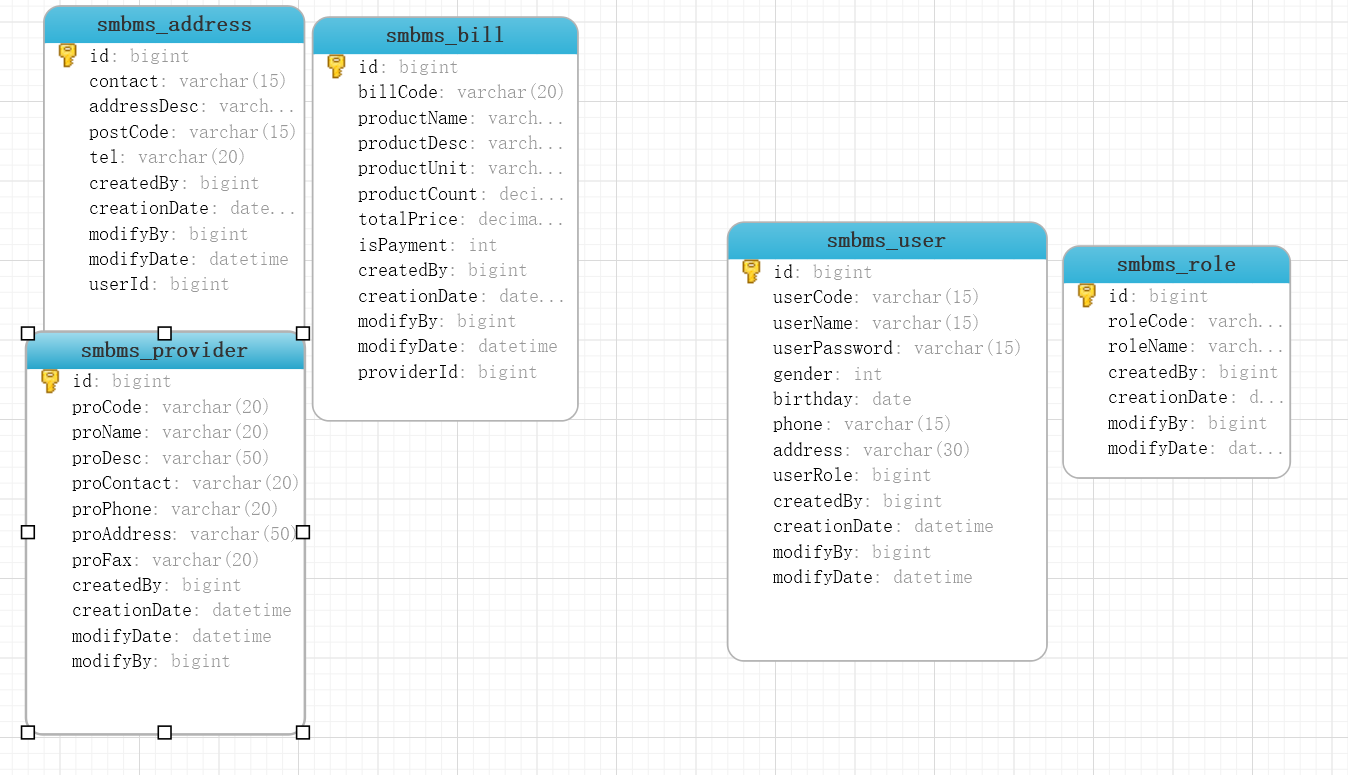 smbms_address
id: bigint
contact: varchar(15)
addressDesc: varch...
postCode: varchar(15)
tel: varchar(20)
createdBy: bigint
creationDate: date...
modifyBy: bigint
modifyDate: datetime
userId: bigint
smbms_bill
id: bigint
billCode: varchar(20)
productName: varch...
productDesc: varch...
productUnit: varch...
productCount: deci...
totalPrice: decima...
isPayment: int
createdBy: bigint
creationDate: date...
modifyBy: bigint
modifyDate: datetime
providerId: bigint
smbms_provider
id: bigint
proCode: varchar(20)
proName: varchar(20)
proDesc: varchar(50)
proContact: varchar(20)
proPhone: varchar(20)
proAddress: varchar(50)
proFax: varchar(20)
createdBy: bigint
creationDate: datetime
modifyDate: datetime
modifyBy: bigint
smbms_user
id: bigint
userCode: varchar(15)
userName: varchar(15)
userPassword: varchar(15)
gender: int
birthday: date
phone: varchar(15)
address: varchar(30)
userRole: bigint
createdBy: bigint
creationDate: datetime
modifyBy: bigint
modifyDate: datetime
smbms_role
id: bigint
roleCode: varch...
roleName: varch...
createdBy: bigint
creationDate: d...
modifyBy: bigint
modifyDate: dat...